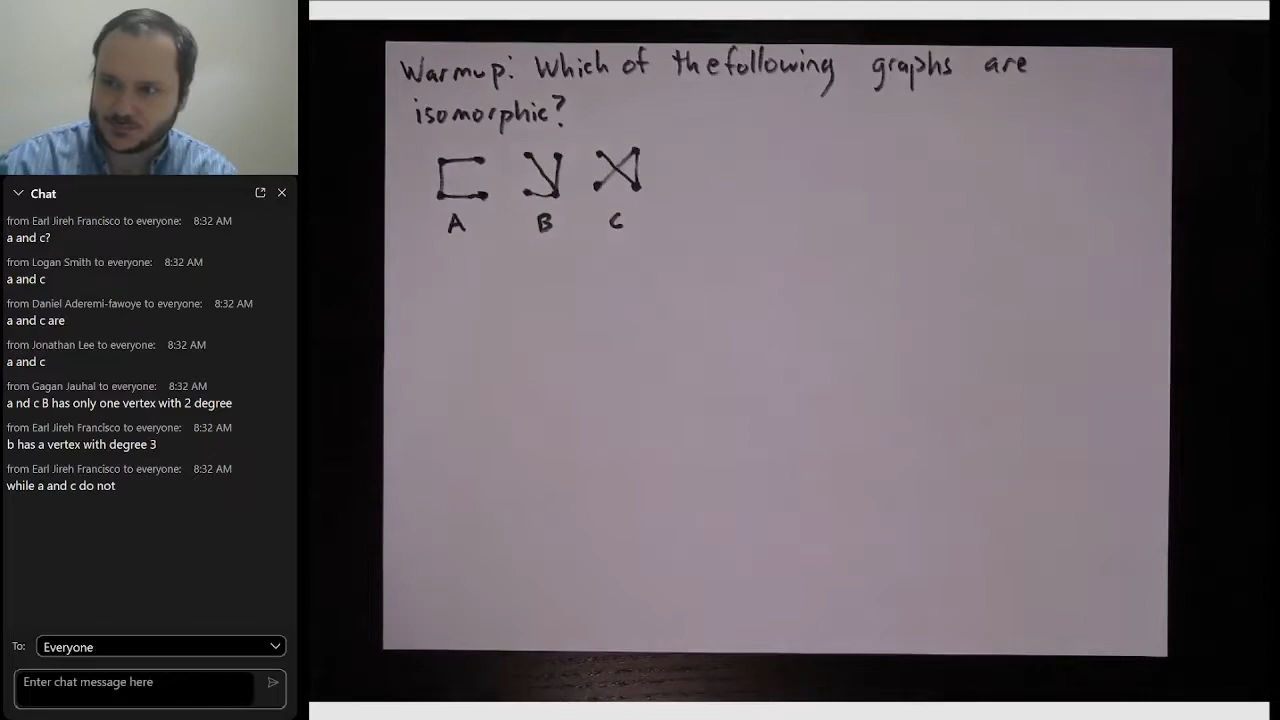 Chat
from Earl Jireh Francisco to everyone: 8:32 AM
a and c?
from Logan Smith to everyone: 8:32 AM
a and c
from Daniel Aderemi-fawoye to everyone: 8:32 AM
a and c are
from Jonathan Lee to everyone: 8:32 AM
a and c
from Gagan Jauhal to everyone: 8:32 AM
a nd c B has only one vertex with 2 degree
from Earl Jireh Francisco to everyone: 8:32 AM
b has a vertex with degree 3
from Earl Jireh Francisco to everyone: 8:32 AM
while a and c do not
To: Everyone
Enter chat message here
Warmup: Which of the following graphs are
isomorphic?
A B C